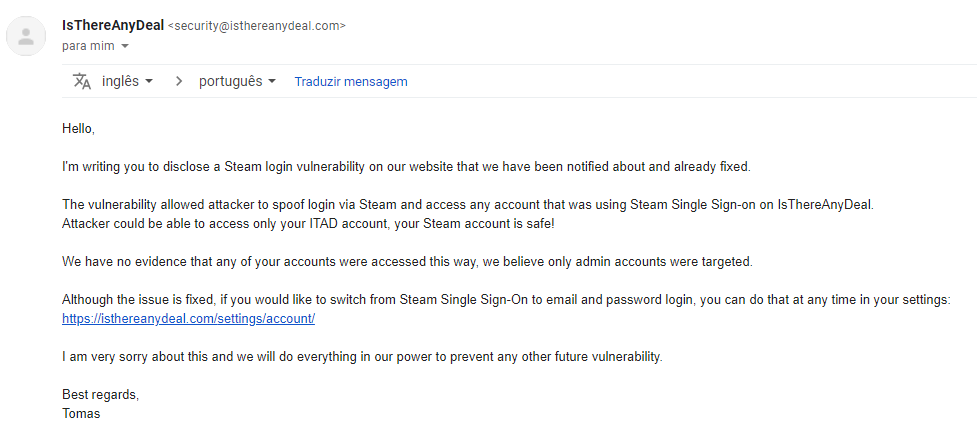 IsThereAnyDeal <security@isthereanydeal.com>
para mim
inglês > português Traduzir mensagem
Hello,
I'm writing you to disclose a Steam login vulnerability on our website that we have been notified about and already fixed.
The vulnerability allowed attacker to spoof login via Steam and access any account that was using Steam Single Sign-on on IsThereAnyDeal.
Attacker could be able to access only your ITAD account, your Steam account is safe!
We have no evidence that any of your accounts were accessed this way, we believe only admin accounts were targeted.
Although the issue is fixed, if you would like to switch from Steam Single Sign-On to email and password login, you can do that at any time in your settings:
https://isthereanydeal.com/settings/account/
I am very sorry about this and we will do everything in our power to prevent any other future vulnerability.
Best regards,
Tomas